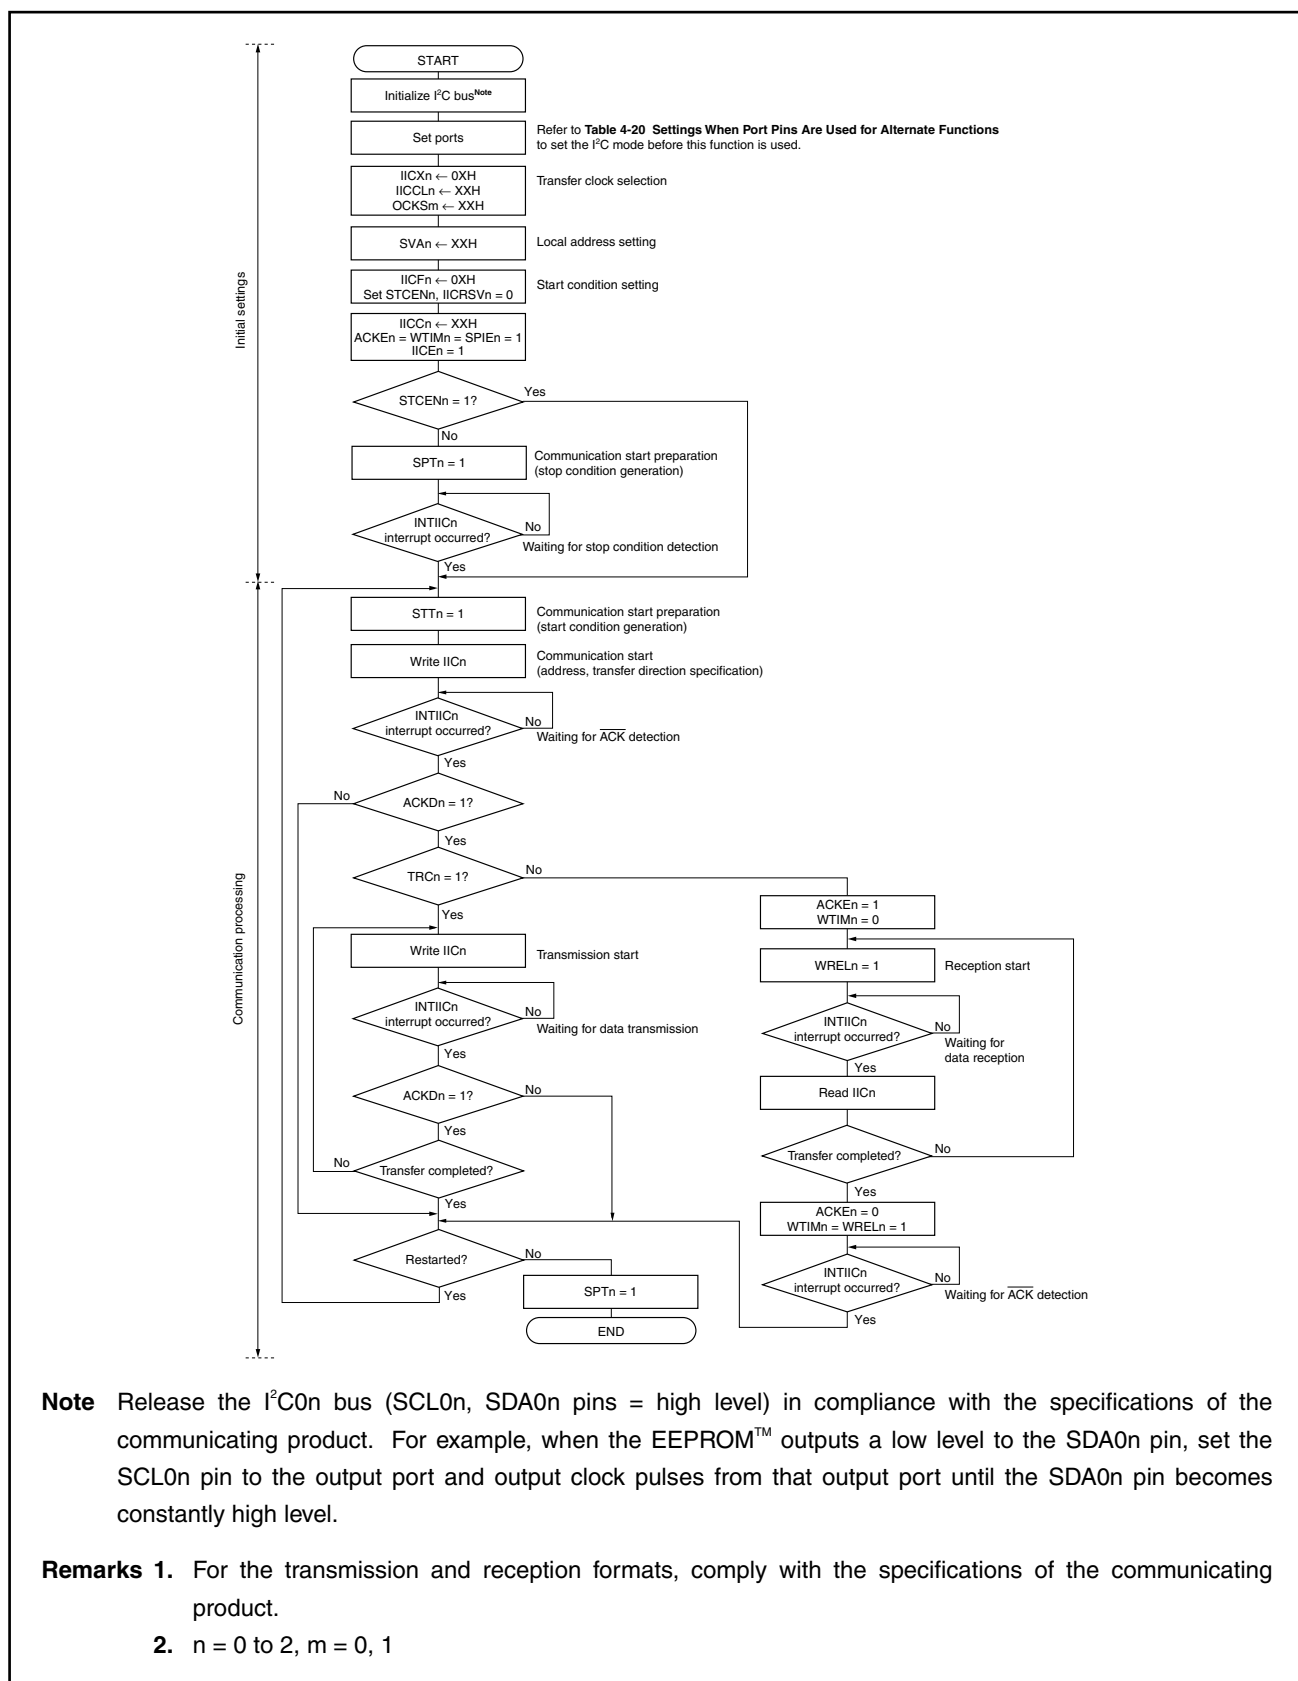 START
Initialize I²C bus Note
Set ports
Refer to Table 4-20 Settings When Port Pins Are Used for Alternate Functions
to set the I²C mode before this function is used.
IICXn ← 0XH
IICCLn ← XXH
OCKSm ← XXH
Transfer clock selection
SVAn ← XXH
Local address setting
IICFn ← 0XH
Set STCENn, IICRSVn = 0
Start condition setting
IICCn ← XXH
ACKEn = WTIMn = SPIEn = 1
IICEn = 1
Initial settings
STCENn = 1?
Yes
No
SPTn = 1
Communication start preparation
(stop condition generation)
INTIICn
interrupt occurred?
No
Waiting for stop condition detection
Yes
STTn = 1
Communication start preparation
(start condition generation)
Write IICn
Communication start
(address, transfer direction specification)
INTIICn
interrupt occurred?
No
Waiting for ACK detection
Yes
No
ACKDn = 1?
Yes
TRCn = 1?
No
Yes
Communication processing
Write IICn
Transmission start
INTIICn
interrupt occurred?
No
Waiting for data transmission
Yes
ACKDn = 1?
No
Yes
No
Transfer completed?
Yes
Restarted?
No
Yes
SPTn = 1
END
ACKEn = 1
WTIMn = 0
WRELn = 1
Reception start
INTIICn
interrupt occurred?
No
Waiting for
data reception
Yes
Read IICn
Transfer completed?
No
Yes
ACKEn = 0
WTIMn = WRELn = 1
INTIICn
interrupt occurred?
No
Waiting for ACK detection
Yes
Note Release the I²C0n bus (SCL0n, SDA0n pins = high level) in compliance with the specifications of the
communicating product. For example, when the EEPROM™ outputs a low level to the SDA0n pin, set the
SCL0n pin to the output port and output clock pulses from that output port until the SDA0n pin becomes
constantly high level.
Remarks 1. For the transmission and reception formats, comply with the specifications of the communicating
product.
2. n = 0 to 2, m = 0, 1